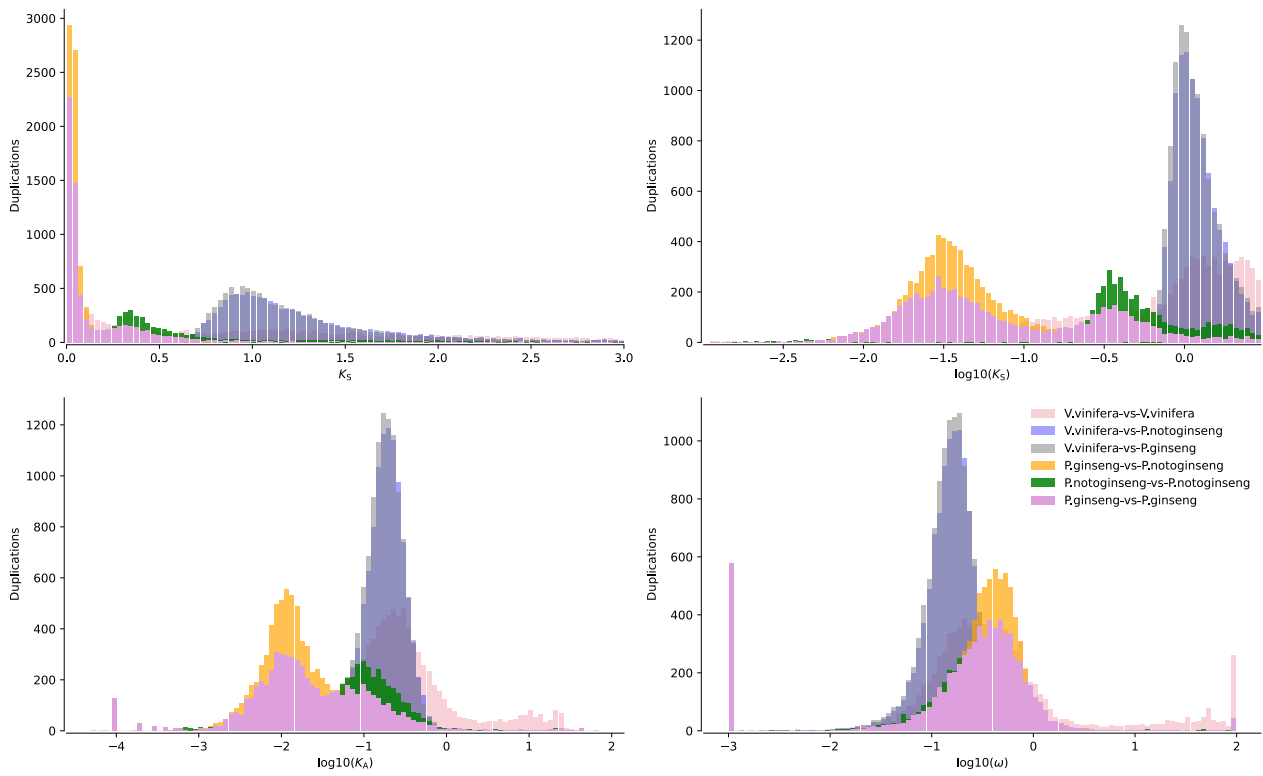 3000
2500
2000
1500
1000
500
0
Duplications
0.0 0.5 1.0 1.5 2.0 2.5 3.0
K_S
1200
1000
800
600
400
200
0
Duplications
−2.5 −2.0 −1.5 −1.0 −0.5 0.0
log10(K_S)
1200
1000
800
600
400
200
0
Duplications
−4 −3 −2 −1 0 1 2
log10(K_A)
1000
800
600
400
200
0
Duplications
−3 −2 −1 0 1 2
log10(ω)
V.vinifera-vs-V.vinifera
V.vinifera-vs-P.notoginseng
V.vinifera-vs-P.ginseng
P.ginseng-vs-P.notoginseng
P.notoginseng-vs-P.notoginseng
P.ginseng-vs-P.ginseng